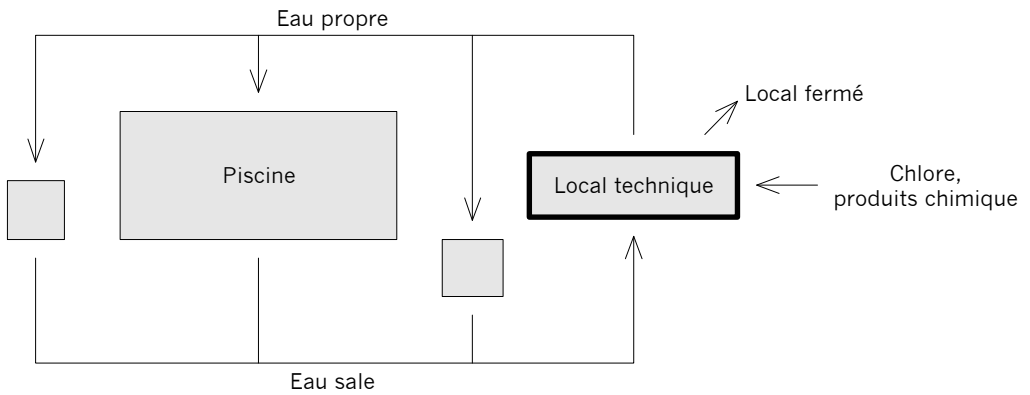 Eau propre
Local fermé
Piscine
Local technique
Chlore,
produits chimique
Eau sale